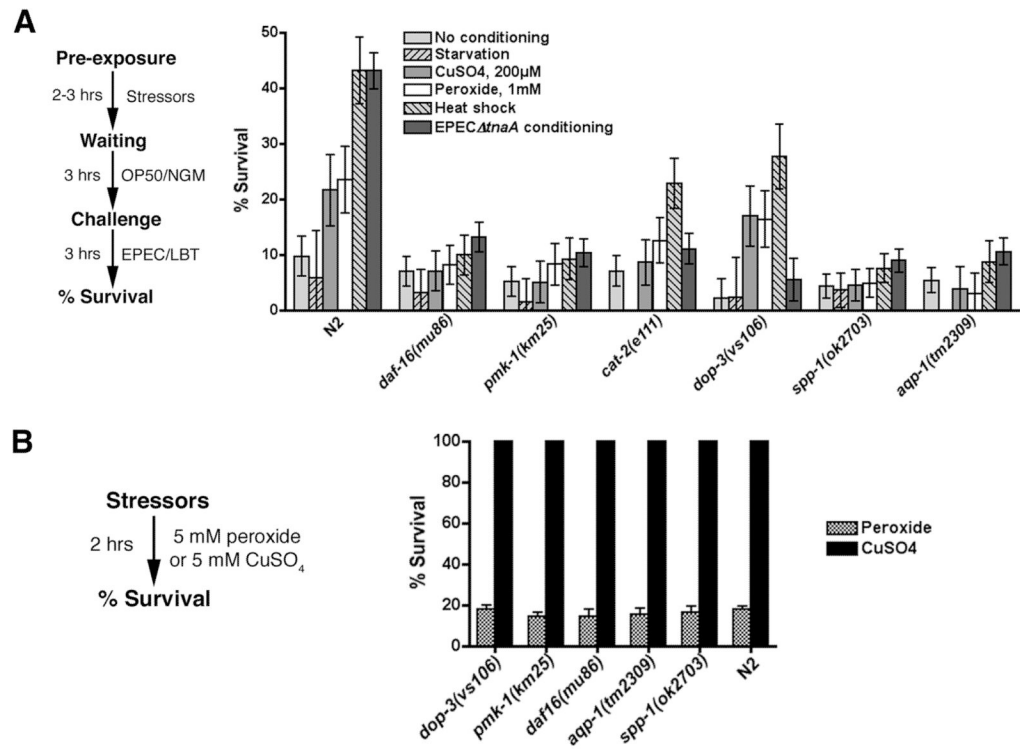 A
Pre-exposure
2-3 hrs Stressors
Waiting
3 hrs OP50/NGM
Challenge
3 hrs EPEC/LBT
% Survival
% Survival
50
40
30
20
10
0
No conditioning
Starvation
CuSO4, 200µM
Peroxide, 1mM
Heat shock
EPECΔtnaA conditioning
N2
daf-16(mu86)
pmk-1(km25)
cat-2(e111)
dop-3(vs106)
spp-1(ok2703)
aqp-1(tm2309)
B
Stressors
2 hrs 5 mM peroxide
or 5 mM CuSO₄
% Survival
% Survival
100
80
60
40
20
0
Peroxide
CuSO4
dop-3(vs106)
pmk-1(km25)
daf16(mu86)
aqp-1(tm2309)
spp-1(ok2703)
N2